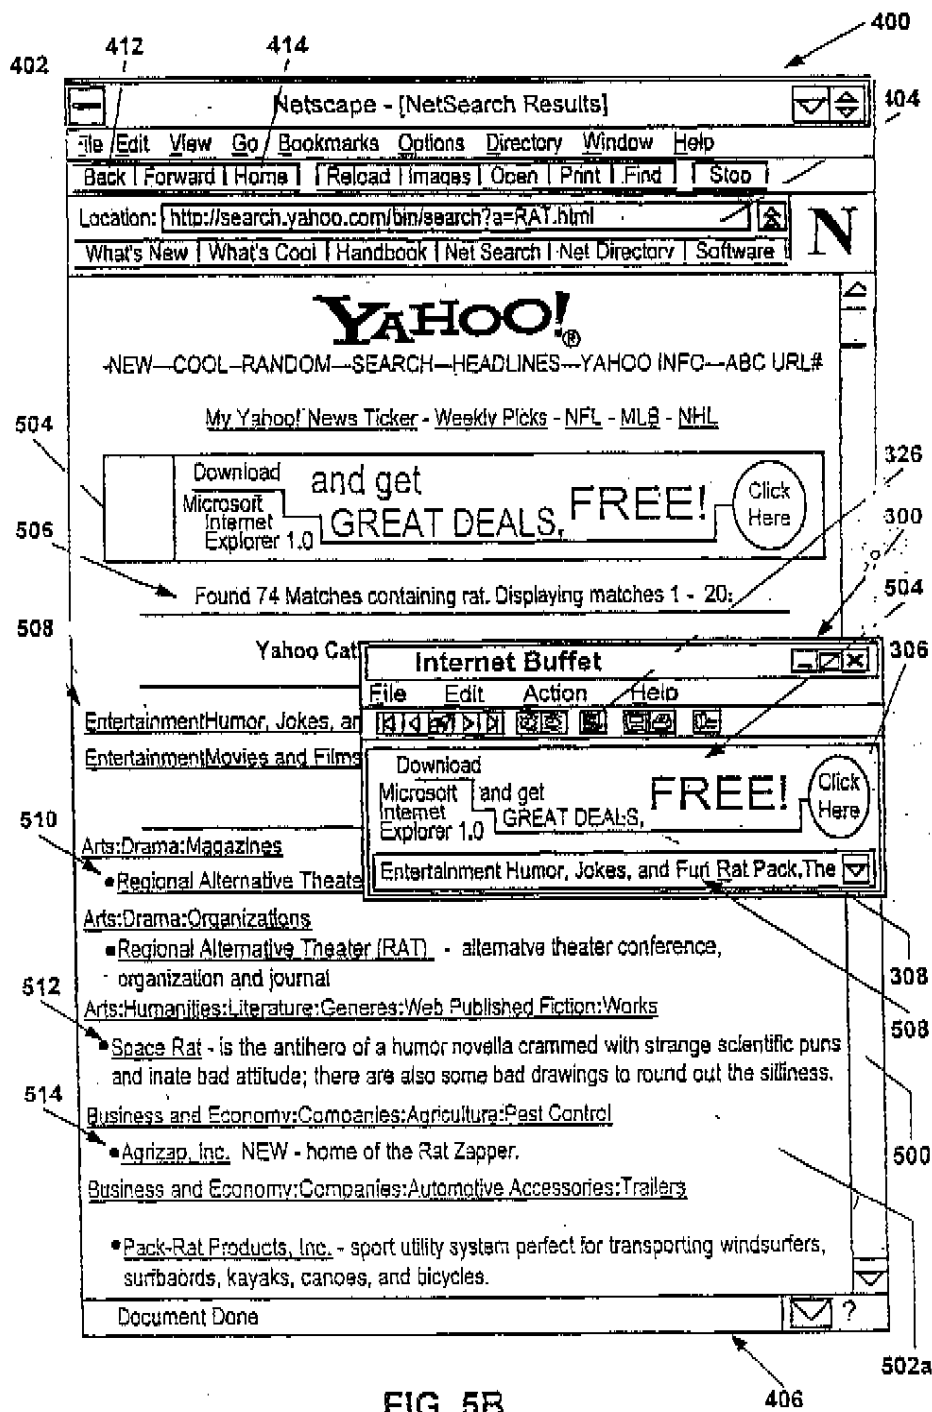 412 414 400
402 404
Netscape - [NetSearch Results]
File Edit View Go Bookmarks Options Directory Window Help
Back Forward Home Reload Images Open Print Find Stop
Location: http://search.yahoo.com/bin/search?a=RAT.html
N
What's New What's Cool Handbook Net Search Net Directory Software
YAHOO!®
-NEW—COOL–RANDOM—SEARCH—HEADLINES—YAHOO INFO—ABC URL#
My Yahoo! News Ticker - Weekly Picks - NFL - MLB - NHL
504 326
Download
Microsoft
Internet
Explorer 1.0
and get
GREAT DEALS,
FREE!
Click
Here
506 300
504
Found 74 Matches containing rat. Displaying matches 1 - 20:
508 306
Yahoo Cat
Internet Buffet
File Edit Action Help
EntertainmentHumor, Jokes, an
EntertainmentMovies and Films
Download
Microsoft
Internet
Explorer 1.0
and get
GREAT DEALS,
FREE!
Click
Here
Entertainment Humor, Jokes, and Fun Rat Pack,The
510
Arts:Drama:Magazines
•Regional Alternative Theate
Arts:Drama:Organizations
•Regional Alternative Theater (RAT) - alternatve theater conference,
organization and journal
308
512 508
Arts:Humanities:Literature:Generes:Web Published Fiction:Works
•Space Rat - is the antihero of a humor novella crammed with strange scientific puns
and inate bad attitude; there are also some bad drawings to round out the silliness.
514
Business and Economy:Companies:Agriculture:Pest Control
•Agrizap, Inc. NEW - home of the Rat Zapper.
500
Business and Economy:Companies:Automotive Accessories:Trailers
•Pack-Rat Products, Inc. - sport utility system perfect for transporting windsurfers,
surfbaords, kayaks, canoes, and bicycles.
Document Done ?
502a
406
FIG. 5B